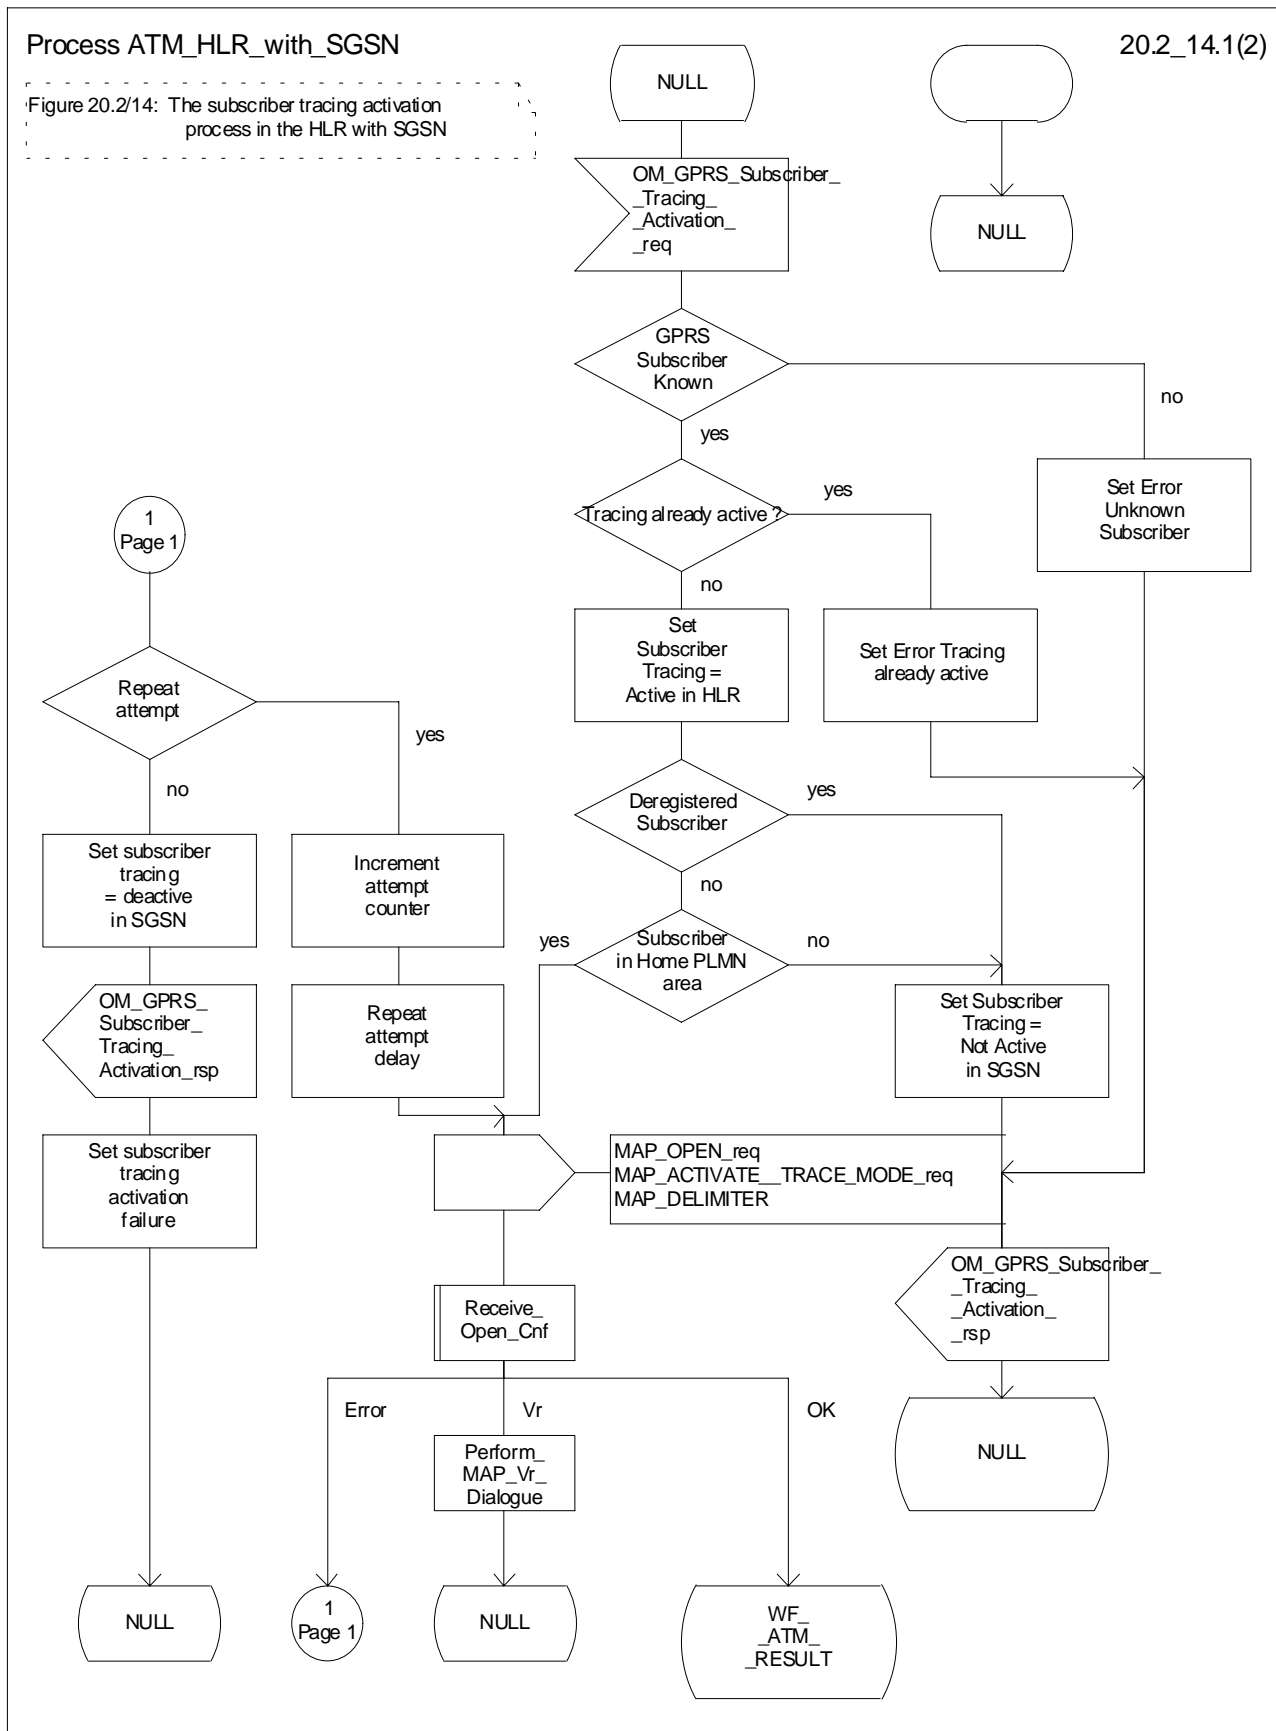 Process ATM_HLR_with_SGSN
20.2_14.1(2)
Figure 20.2/14: The subscriber tracing activation
process in the HLR with SGSN
NULL
OM_GPRS_Subscriber_
_Tracing_
_Activation_
_req
NULL
GPRS
Subscriber
Known
no
yes
Tracing already active ?
yes
no
Set Error
Unknown
Subscriber
1
Page 1
Set
Subscriber
Tracing =
Active in HLR
Set Error Tracing
already active
Repeat
attempt
yes
no
Deregistered
Subscriber
yes
no
Set subscriber
tracing
= deactive
in SGSN
Increment
attempt
counter
Subscriber
in Home PLMN
area
yes
no
OM_GPRS_
Subscriber_
Tracing_
Activation_rsp
Repeat
attempt
delay
Set Subscriber
Tracing =
Not Active
in SGSN
Set subscriber
tracing
activation
failure
MAP_OPEN_req
MAP_ACTIVATE__TRACE_MODE_req
MAP_DELIMITER
OM_GPRS_Subscriber_
_Tracing_
_Activation_
_rsp
Receive_
Open_Cnf
Error
Vr
OK
NULL
Perform_
MAP_Vr_
Dialogue
NULL
1
Page 1
NULL
WF_
_ATM_
_RESULT